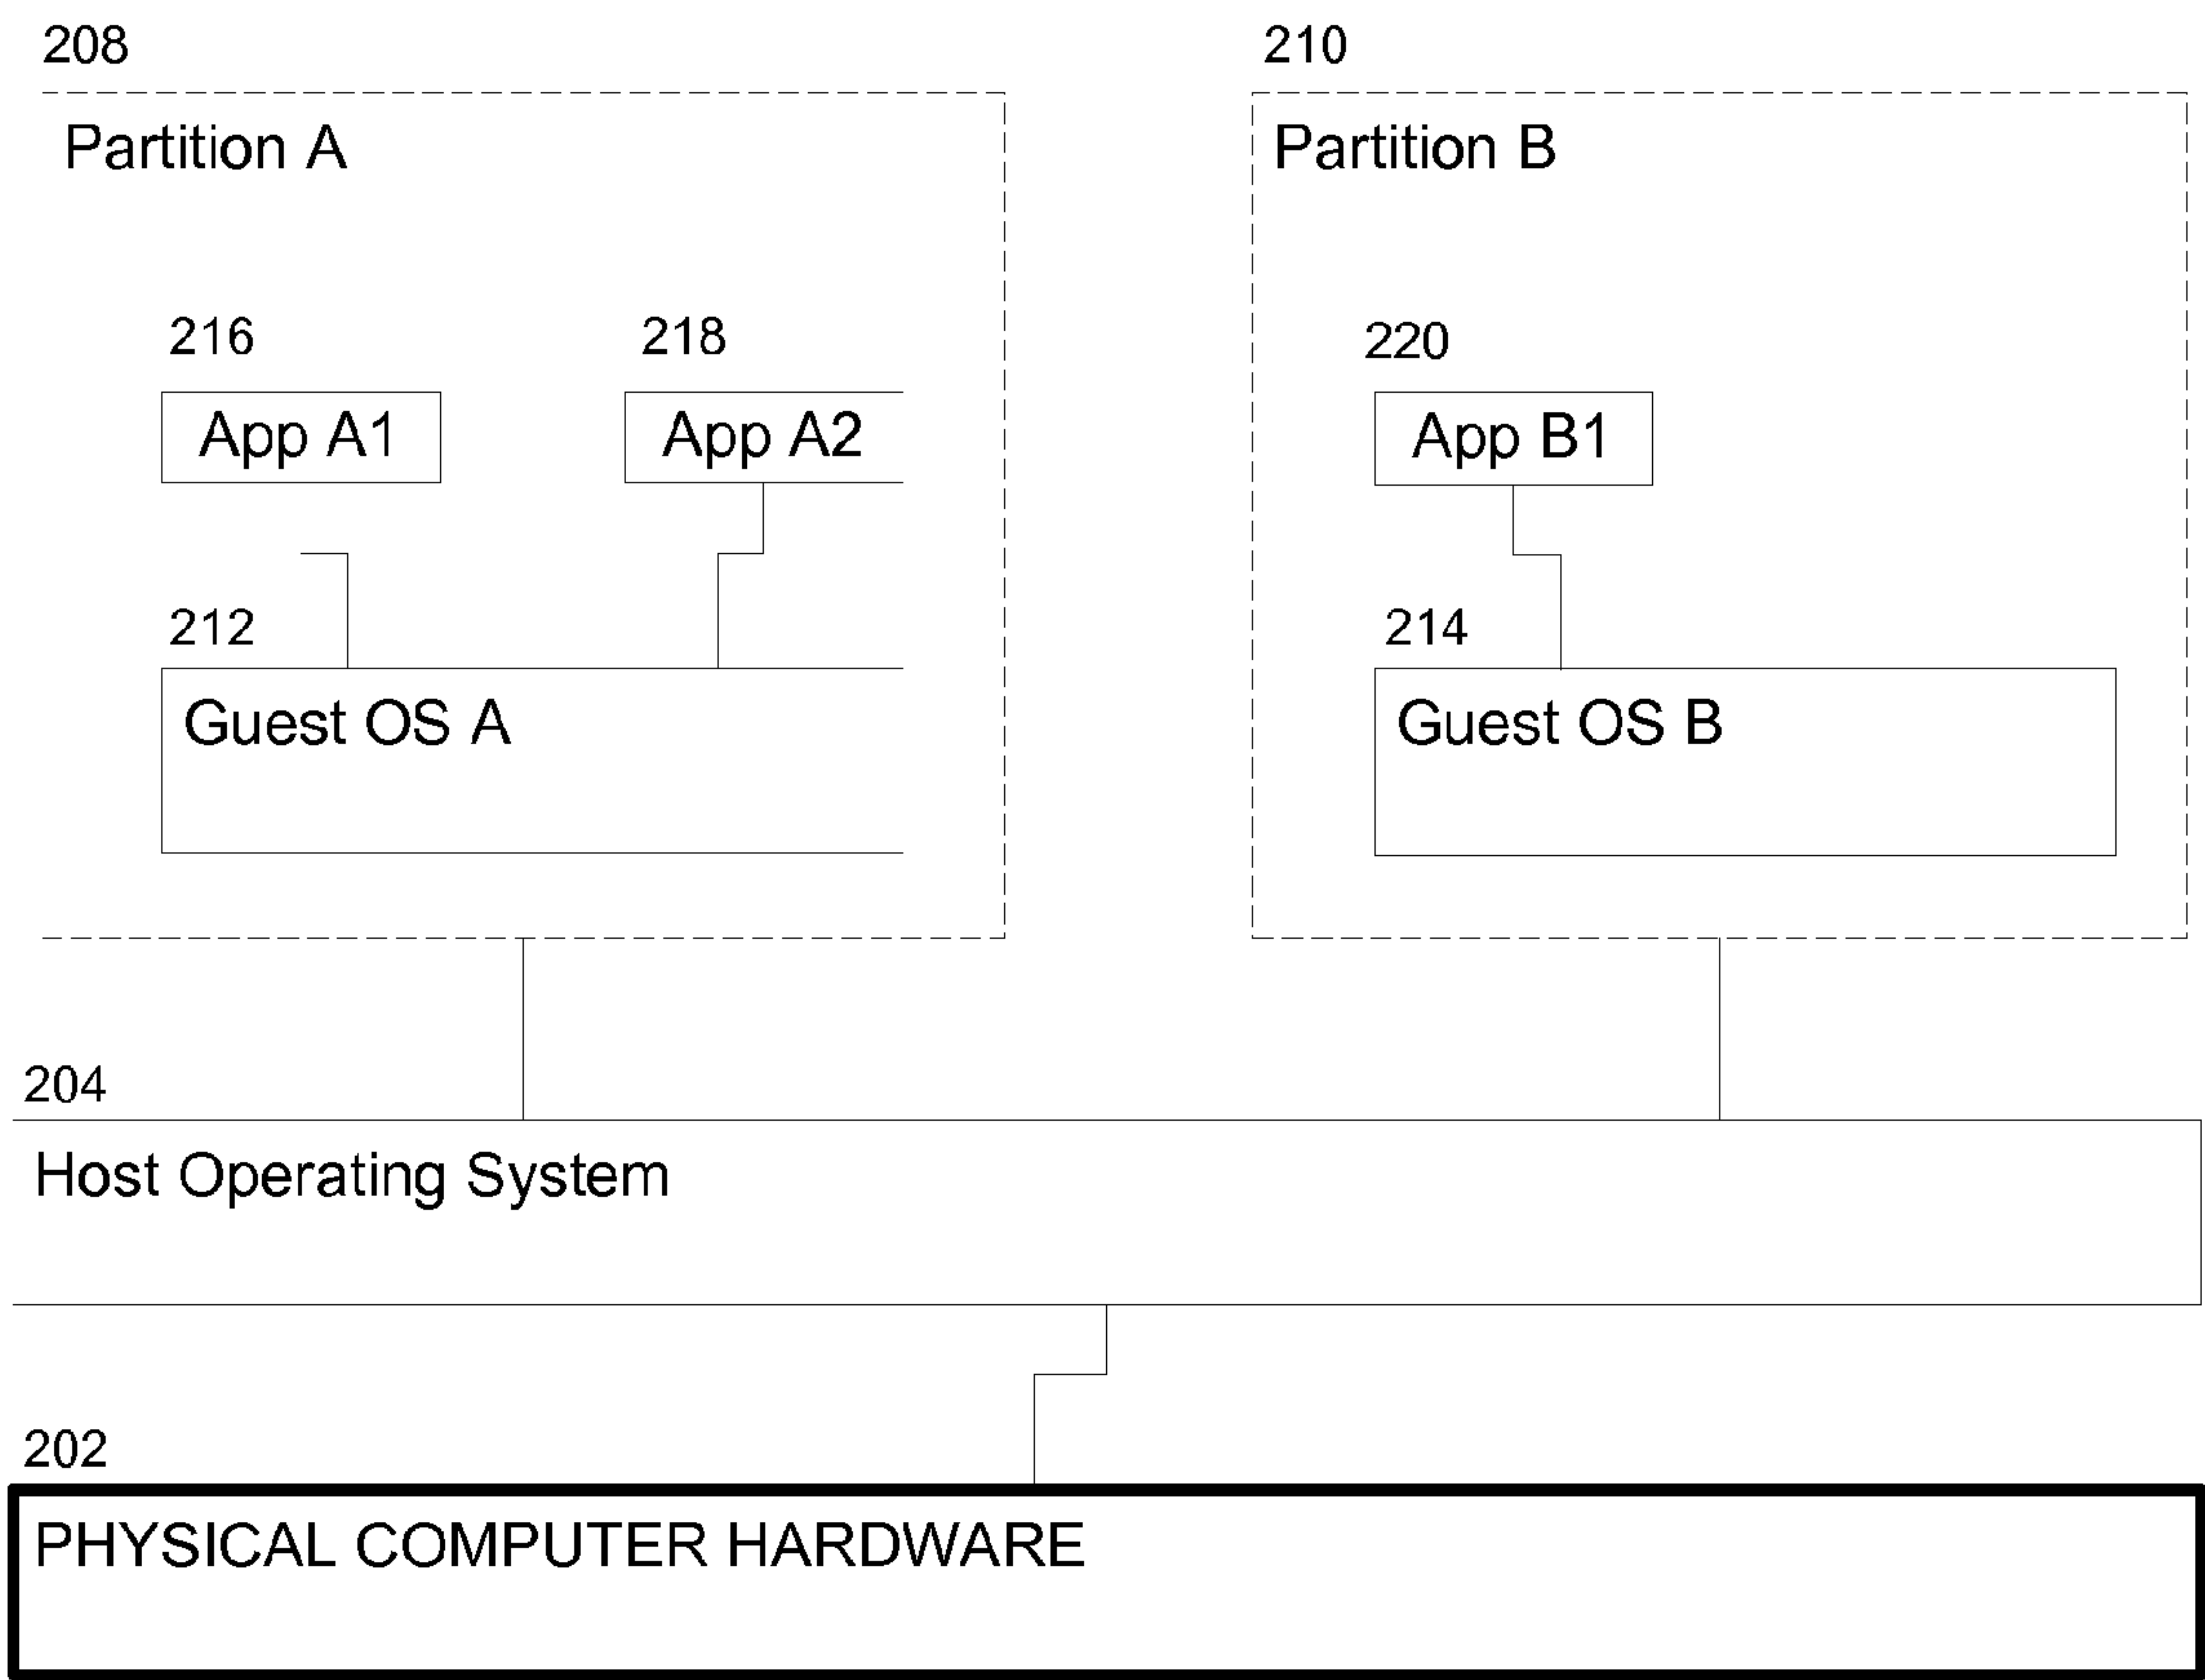 208
210
Partition A
Partition B
216
218
220
App A1
App A2
App B1
212
214
Guest OS A
Guest OS B
204
Host Operating System
202
PHYSICAL COMPUTER HARDWARE